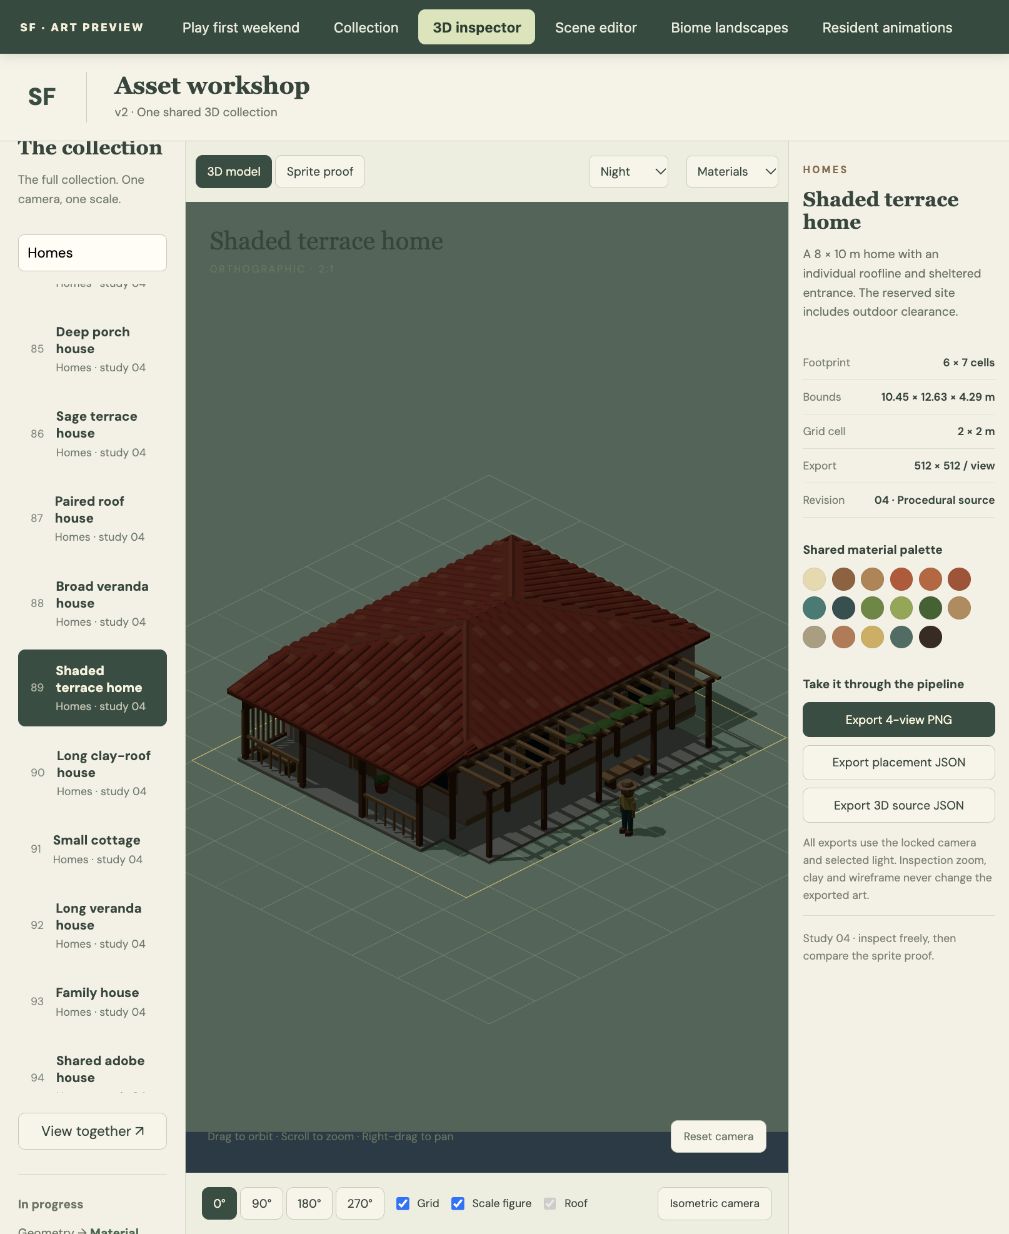 SF · ART PREVIEW
Play first weekend
Collection
3D inspector
Scene editor
Biome landscapes
Resident animations
SF
Asset workshop
v2 · One shared 3D collection
The collection
The full collection. One
camera, one scale.
Homes
Homes · study 04
85
Deep porch
house
Homes · study 04
86
Sage terrace
house
Homes · study 04
87
Paired roof
house
Homes · study 04
88
Broad veranda
house
Homes · study 04
89
Shaded
terrace home
Homes · study 04
90
Long clay-roof
house
Homes · study 04
91
Small cottage
Homes · study 04
92
Long veranda
house
Homes · study 04
93
Family house
Homes · study 04
94
Shared adobe
house
View together ↗
In progress
Geometry → Material
3D model
Sprite proof
Night
Materials
Shaded terrace home
ORTHOGRAPHIC · 2:1
Drag to orbit · Scroll to zoom · Right-drag to pan
Reset camera
0°
90°
180°
270°
Grid
Scale figure
Roof
Isometric camera
HOMES
Shaded terrace
home
A 8 × 10 m home with an
individual roofline and sheltered
entrance. The reserved site
includes outdoor clearance.
Footprint
6 × 7 cells
Bounds
10.45 × 12.63 × 4.29 m
Grid cell
2 × 2 m
Export
512 × 512 / view
Revision
04 · Procedural source
Shared material palette
Take it through the pipeline
Export 4-view PNG
Export placement JSON
Export 3D source JSON
All exports use the locked camera
and selected light. Inspection zoom,
clay and wireframe never change the
exported art.
Study 04 · inspect freely, then
compare the sprite proof.